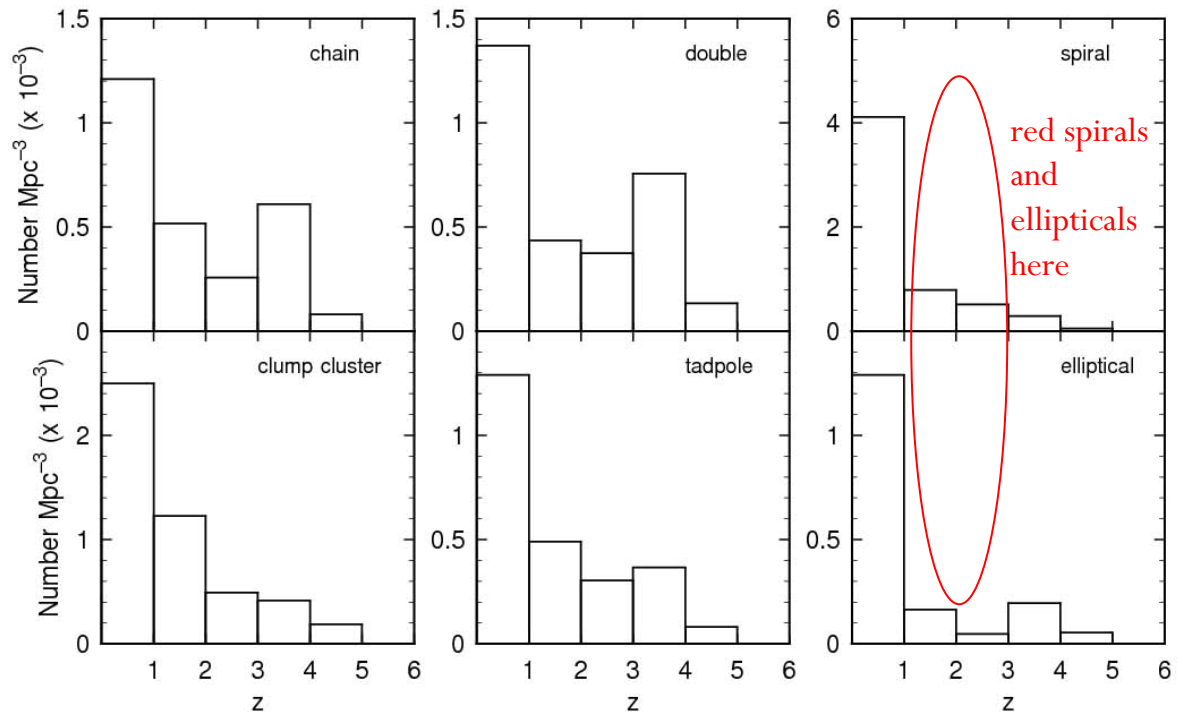 1.5
1
0.5
0
Number Mpc⁻³ (x 10⁻³)
chain
1.5
1
0.5
0
double
6
4
2
0
spiral
red spirals
and
ellipticals
here
2
1
0
Number Mpc⁻³ (x 10⁻³)
clump cluster
1 2 3 4 5 6
z
1
0.5
0
tadpole
1 2 3 4 5 6
z
1
0.5
0
elliptical
1 2 3 4 5 6
z